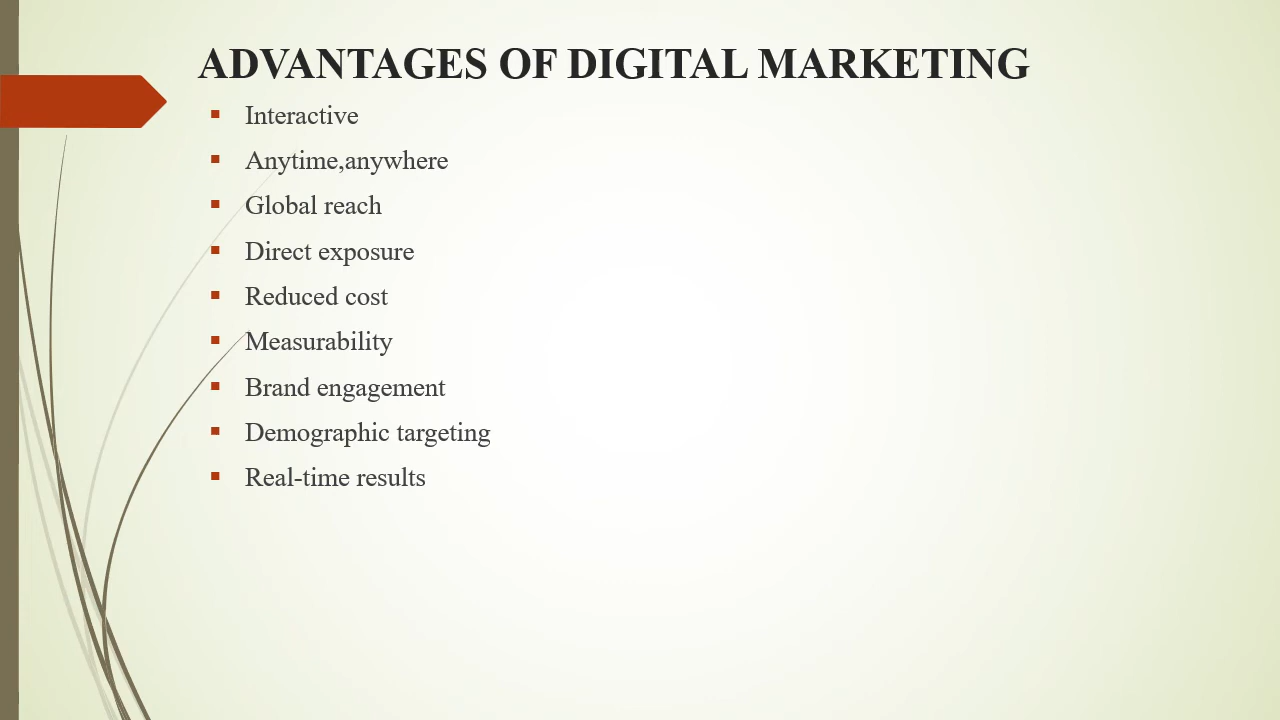 ADVANTAGES OF DIGITAL MARKETING
Interactive
Anytime,anywhere
Global reach
Direct exposure
Reduced cost
Measurability
Brand engagement
Demographic targeting
Real-time results